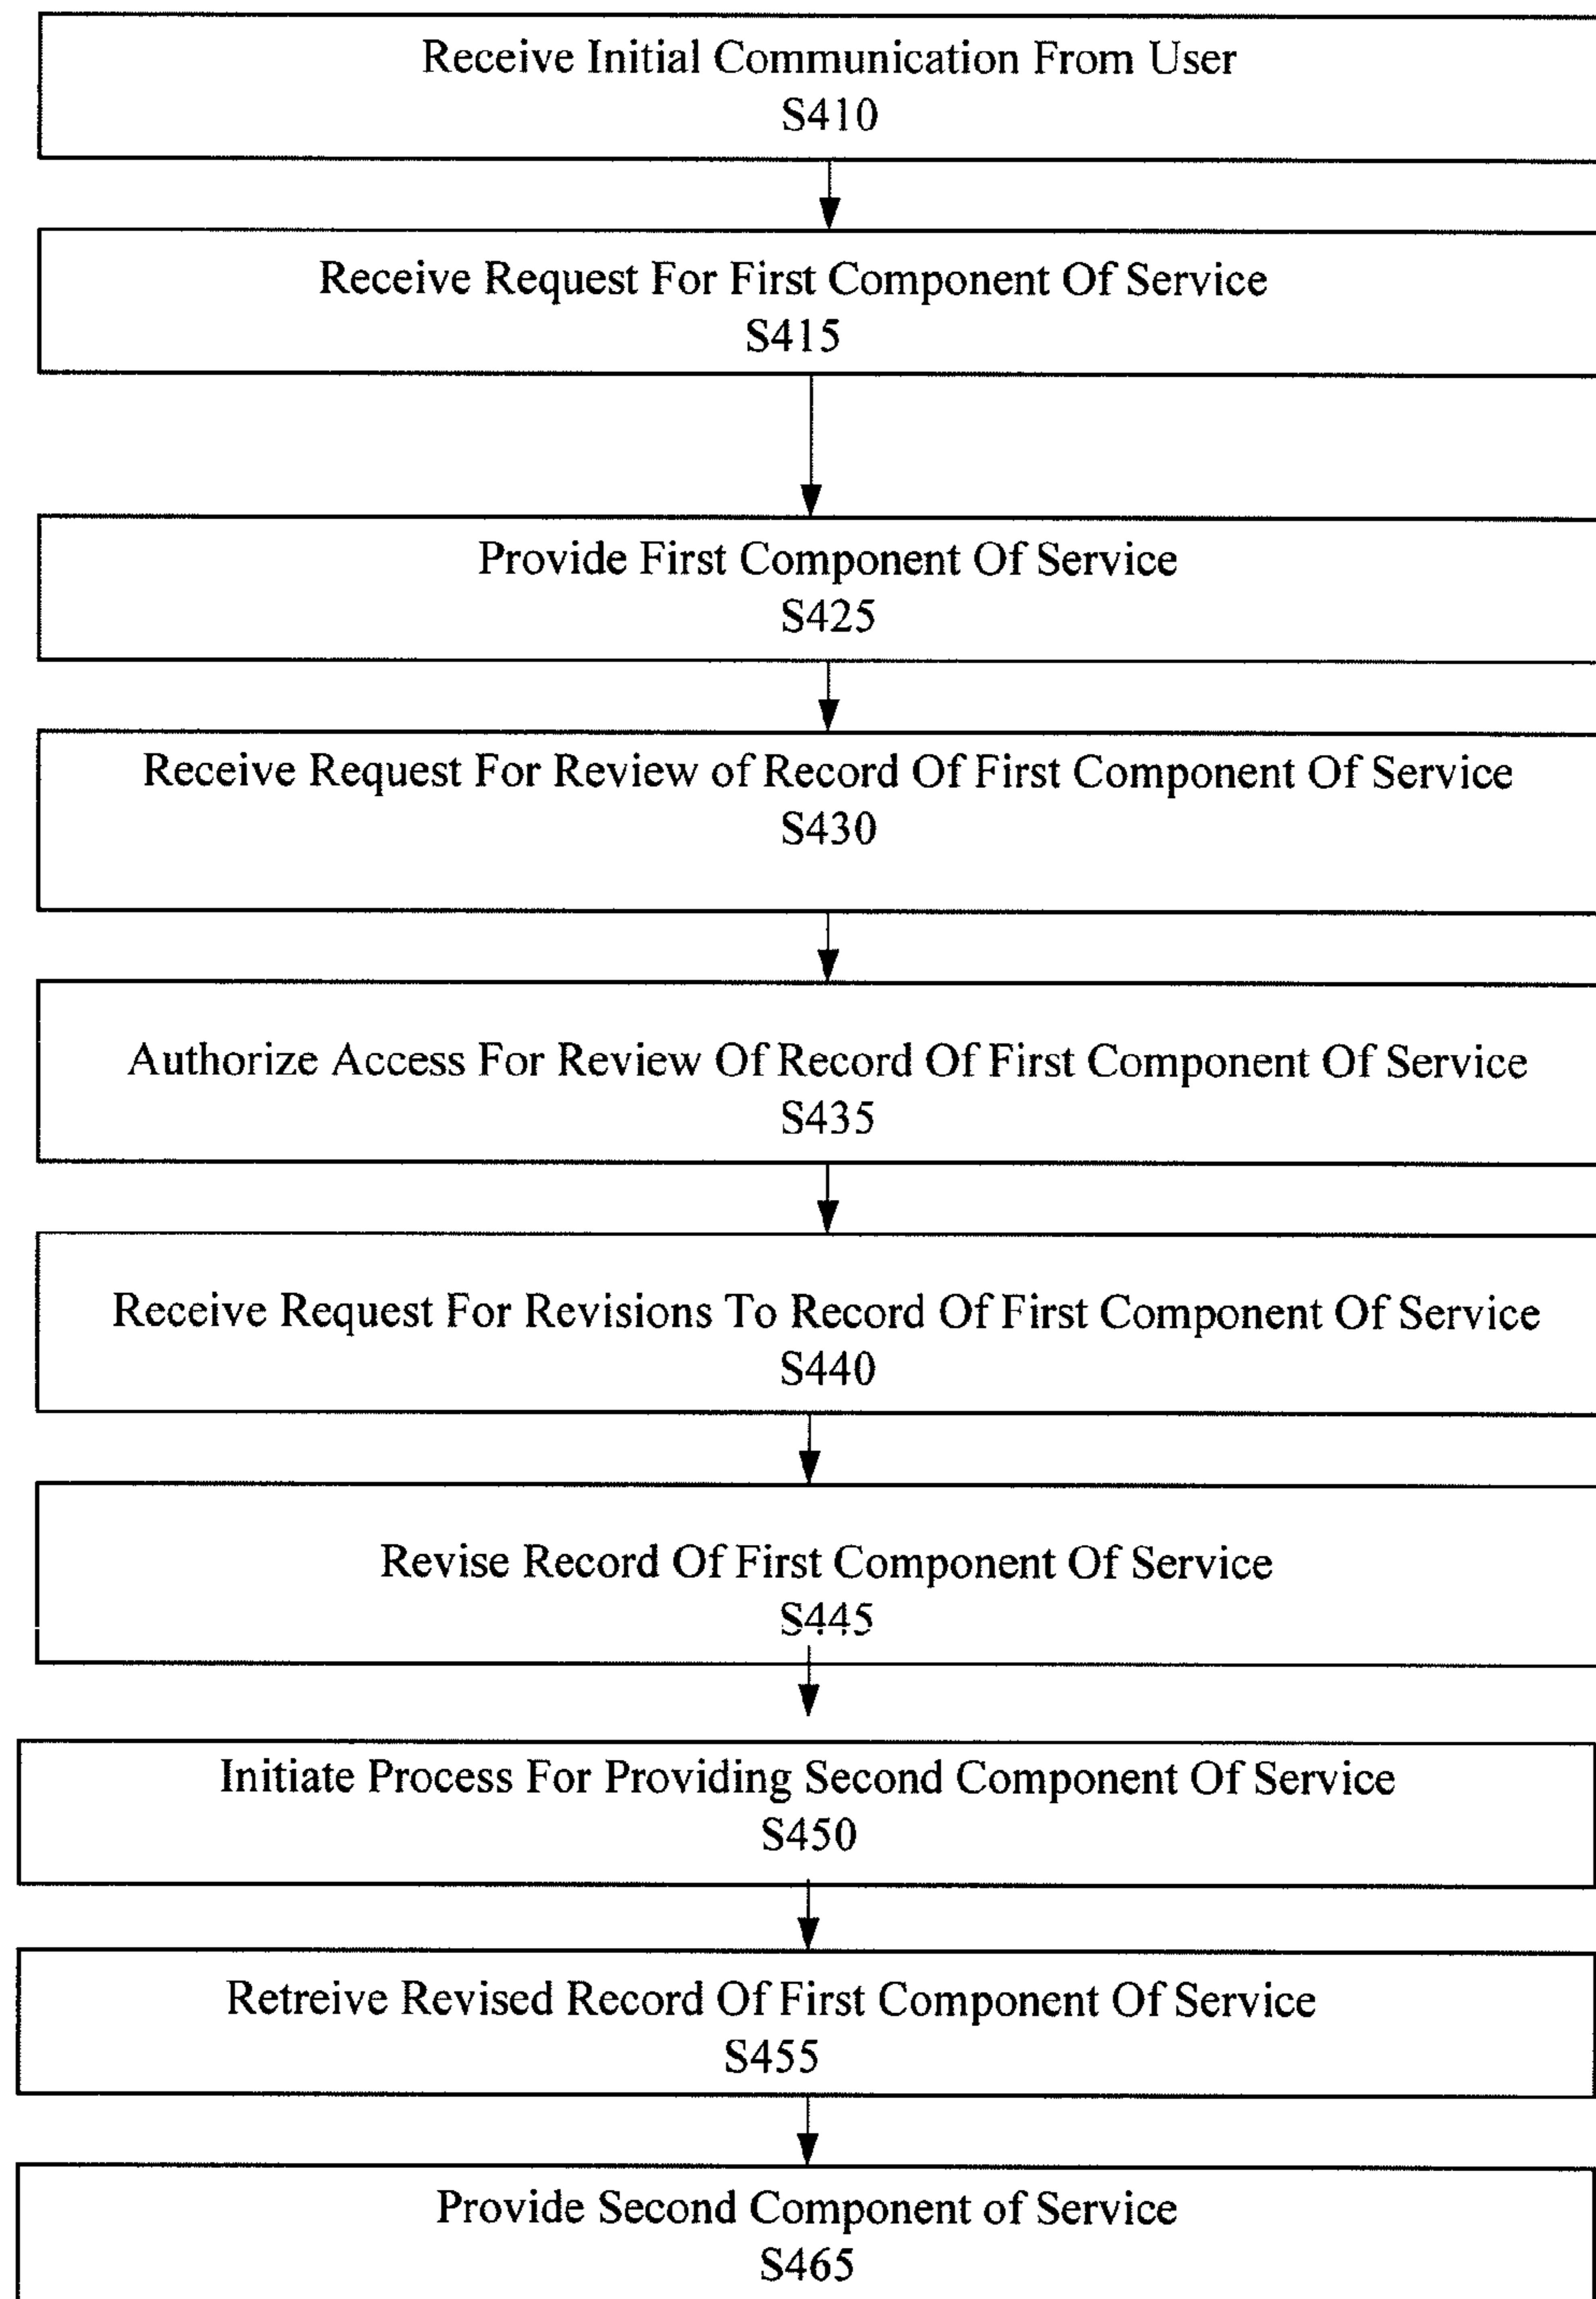 Receive Initial Communication From User
S410
Receive Request For First Component Of Service
S415
Provide First Component Of Service
S425
Receive Request For Review of Record Of First Component Of Service
S430
Authorize Access For Review Of Record Of First Component Of Service
S435
Receive Request For Revisions To Record Of First Component Of Service
S440
Revise Record Of First Component Of Service
S445
Initiate Process For Providing Second Component Of Service
S450
Retreive Revised Record Of First Component Of Service
S455
Provide Second Component of Service
S465